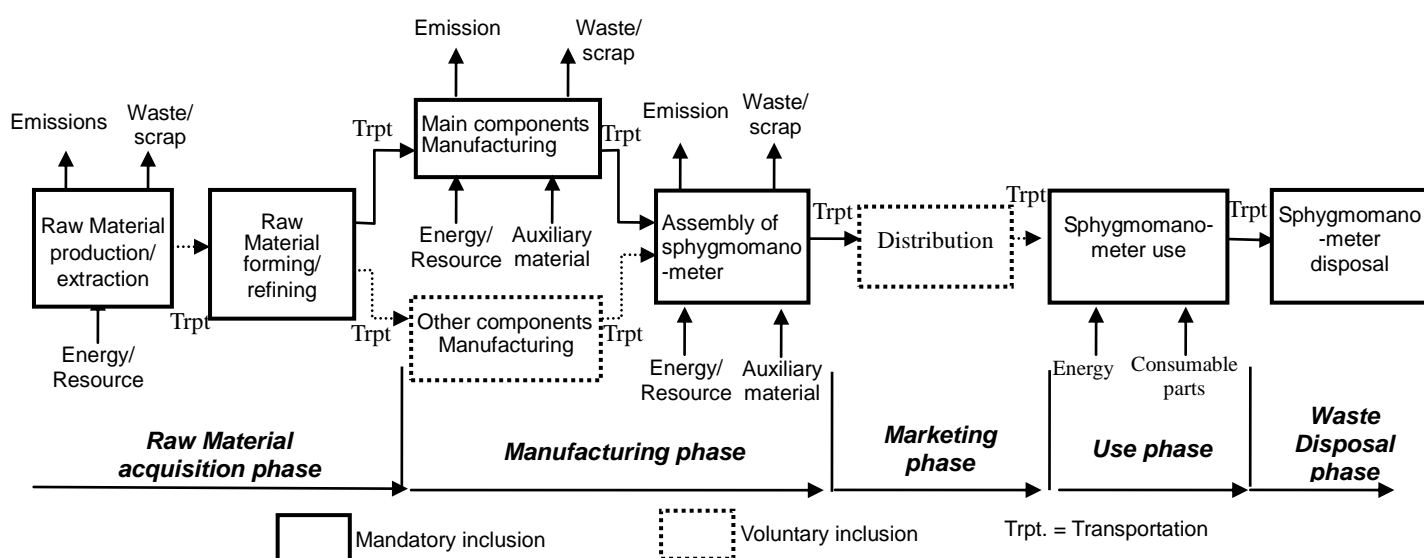 Emission
Waste/
scrap
Emissions
Waste/
scrap
Trpt
Main components
Manufacturing
Trpt
Emission
Waste/
scrap
Raw Material
production/
extraction
Trpt
Raw
Material
forming/
refining
Energy/
Resource
Auxiliary
material
Assembly of
sphygmomano
-meter
Trpt
Distribution
Trpt
Sphygmomano-
meter use
Trpt
Sphygmomano
-meter
disposal
Energy/
Resource
Trpt
Other components
Manufacturing
Trpt
Energy/
Resource
Auxiliary
material
Energy
Consumable
parts
Raw Material
acquisition phase
Manufacturing phase
Marketing
phase
Use phase
Waste
Disposal
phase
Mandatory inclusion
Voluntary inclusion
Trpt. = Transportation